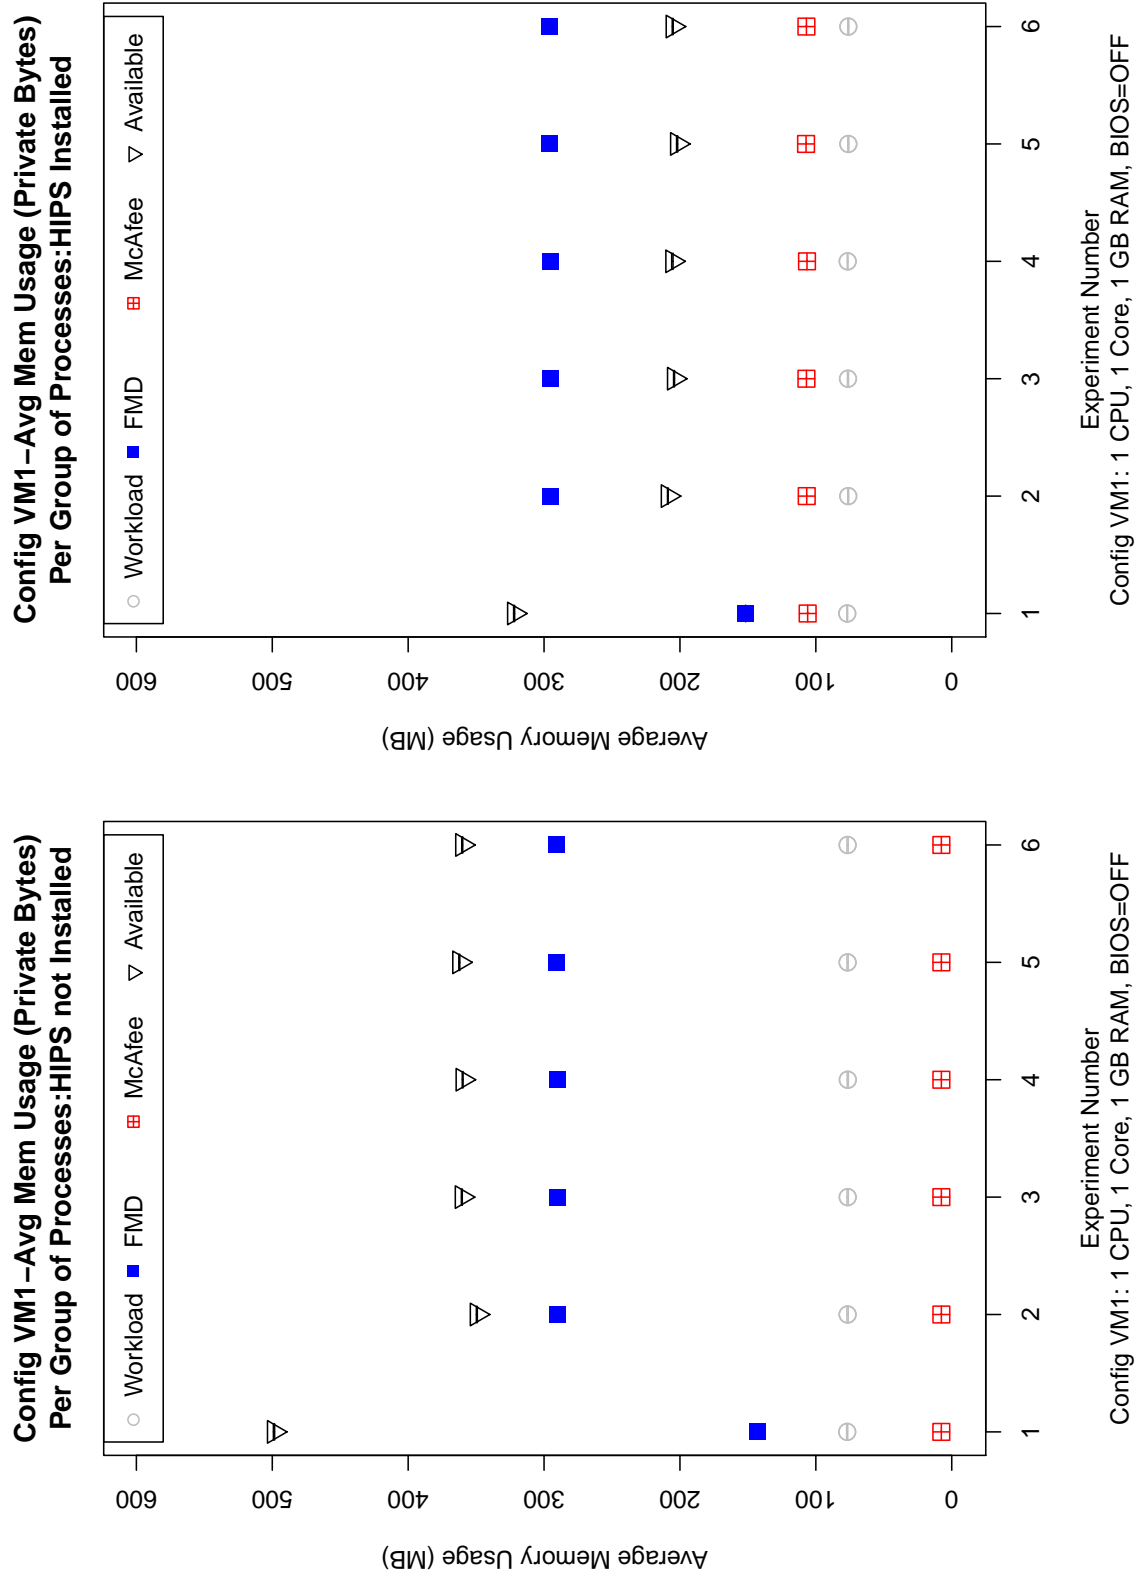 Config VM1−Avg Mem Usage (Private Bytes)
Per Group of Processes:HIPS not Installed
Workload FMD McAfee Available
600
500
400
300
200
100
0
Average Memory Usage (MB)
1 2 3 4 5 6
Experiment Number
Config VM1: 1 CPU, 1 Core, 1 GB RAM, BIOS=OFF
Config VM1−Avg Mem Usage (Private Bytes)
Per Group of Processes:HIPS Installed
Workload FMD McAfee Available
600
500
400
300
200
100
0
Average Memory Usage (MB)
1 2 3 4 5 6
Experiment Number
Config VM1: 1 CPU, 1 Core, 1 GB RAM, BIOS=OFF